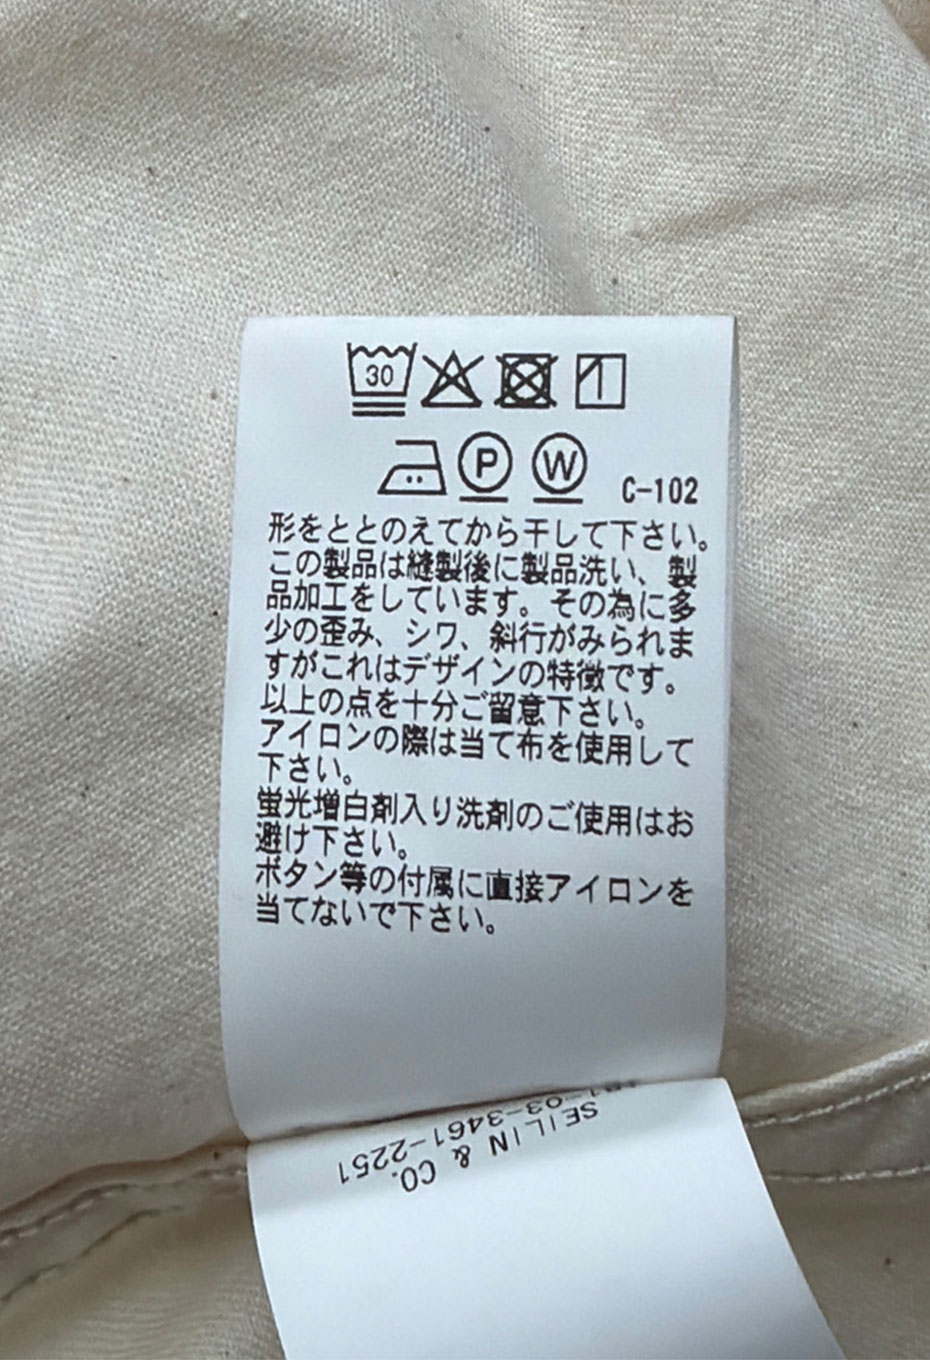 30
P W C-102
形をととのえてから干して下さい。
この製品は縫製後に製品洗い、製
品加工をしています。その為に多
少の歪み、シワ、斜行がみられま
すがこれはデザインの特徴です。
以上の点を十分ご留意下さい。
アイロンの際は当て布を使用して
下さい。
蛍光増白剤入り洗剤のご使用はお
避け下さい。
ボタン等の付属に直接アイロンを
当てないで下さい。
SEILIN & CO.
81-03-3461-2251